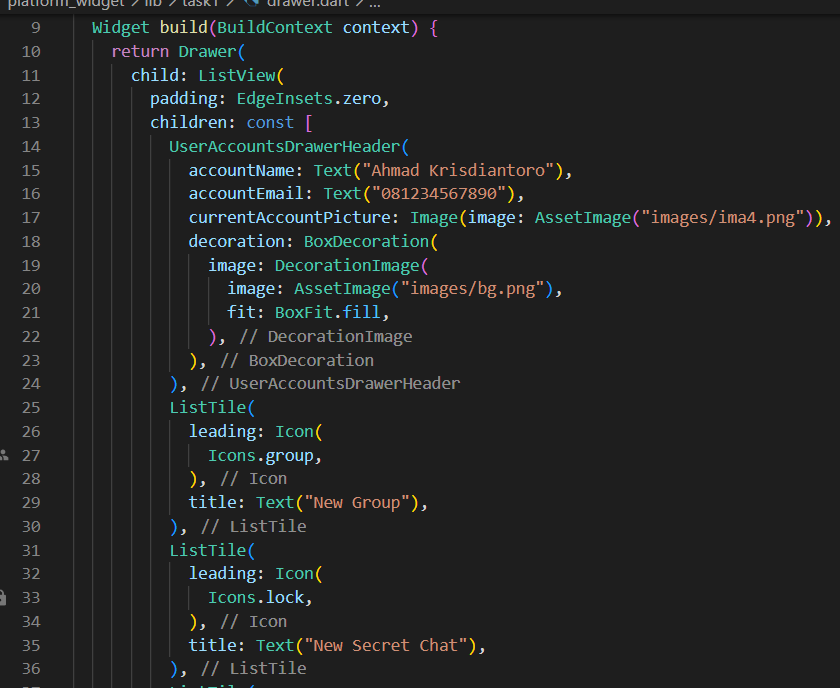 platform_widget > lib > task1 > drawer.dart > ...
9 Widget build(BuildContext context) {
10 return Drawer(
11 child: ListView(
12 padding: EdgeInsets.zero,
13 children: const [
14 UserAccountsDrawerHeader(
15 accountName: Text("Ahmad Krisdiantoro"),
16 accountEmail: Text("081234567890"),
17 currentAccountPicture: Image(image: AssetImage("images/ima4.png")),
18 decoration: BoxDecoration(
19 image: DecorationImage(
20 image: AssetImage("images/bg.png"),
21 fit: BoxFit.fill,
22 ), // DecorationImage
23 ), // BoxDecoration
24 ), // UserAccountsDrawerHeader
25 ListTile(
26 leading: Icon(
27 Icons.group,
28 ), // Icon
29 title: Text("New Group"),
30 ), // ListTile
31 ListTile(
32 leading: Icon(
33 Icons.lock,
34 ), // Icon
35 title: Text("New Secret Chat"),
36 ), // ListTile